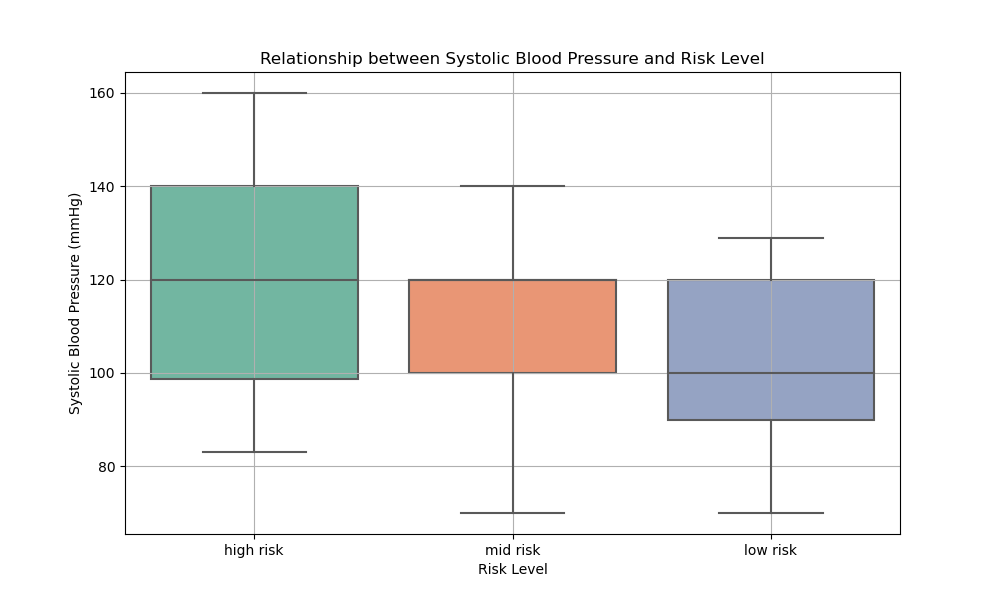 Relationship between Systolic Blood Pressure and Risk Level
Systolic Blood Pressure (mmHg)
160
140
120
100
80
high risk mid risk low risk
Risk Level